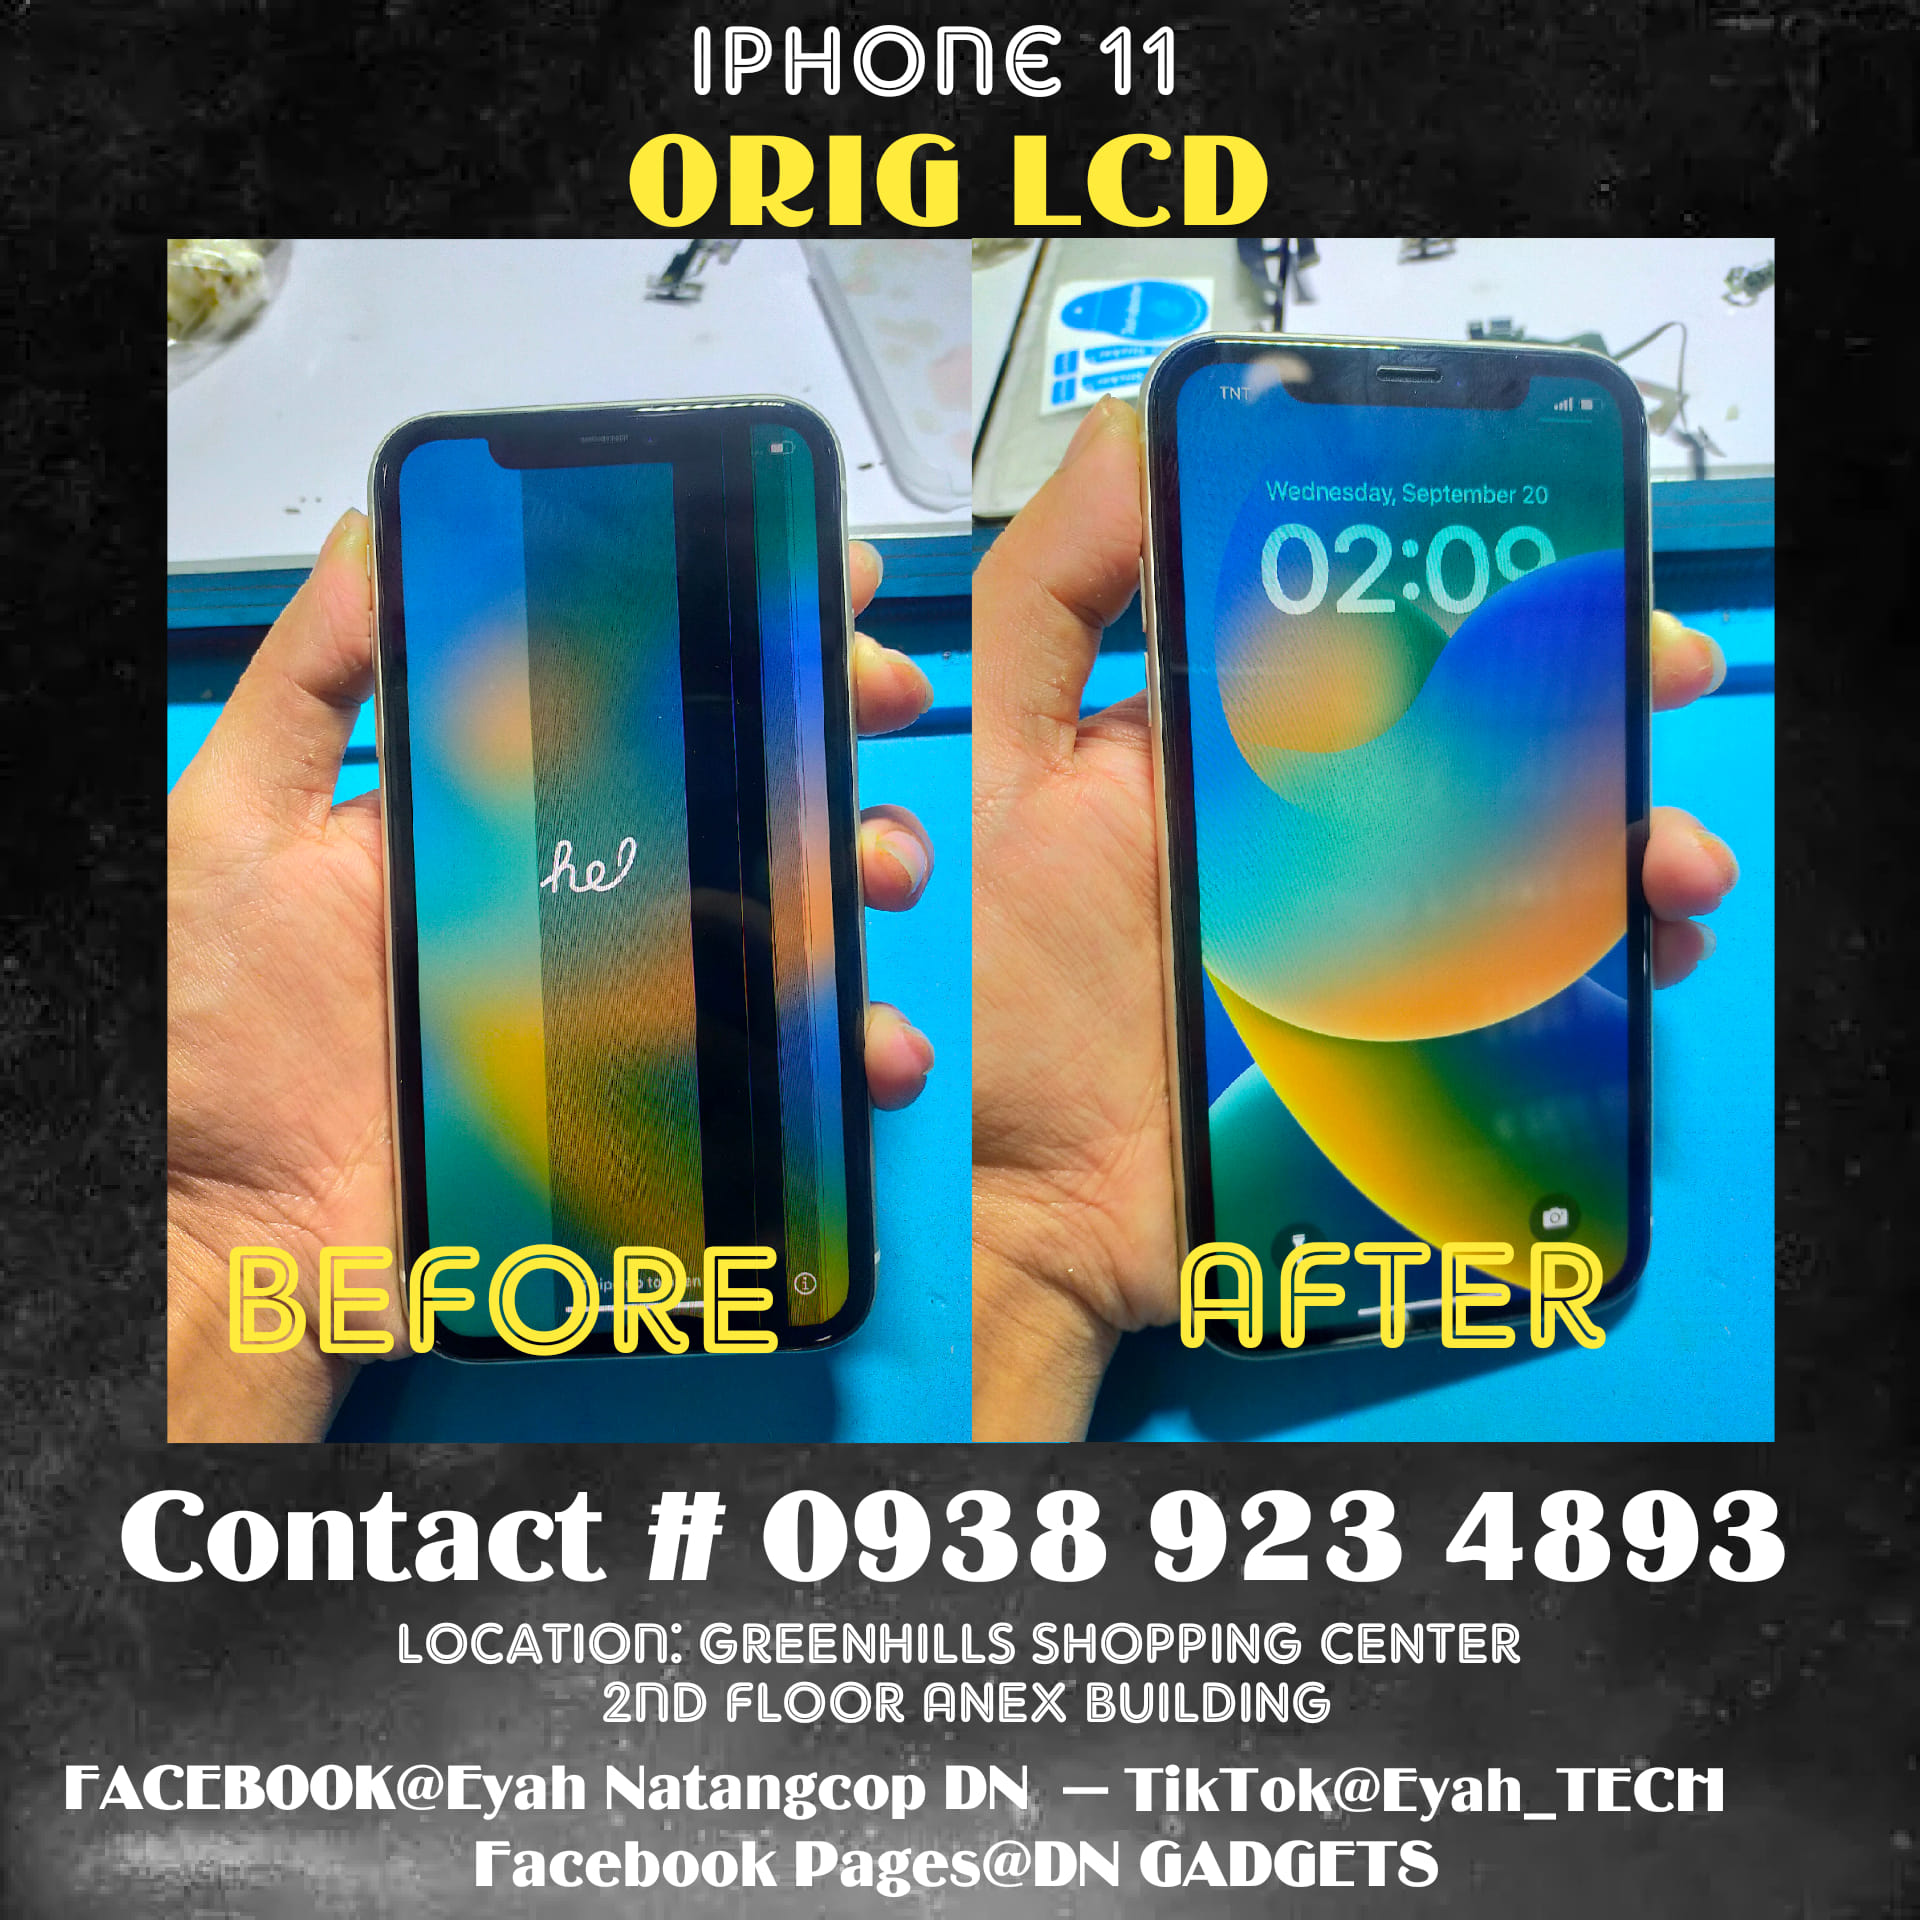 IPHONE 11
ORIG LCD
TNT
Wednesday, September 20
02:09
he
BEFORE
AFTER
Contact # 0938 923 4893
LOCATION: GREENHILLS SHOPPING CENTER
2ND FLOOR ANEX BUILDING
FACEBOOK@Eyah Natangcop DN – TikTok@Eyah_TECH
Facebook Pages@DN GADGETS